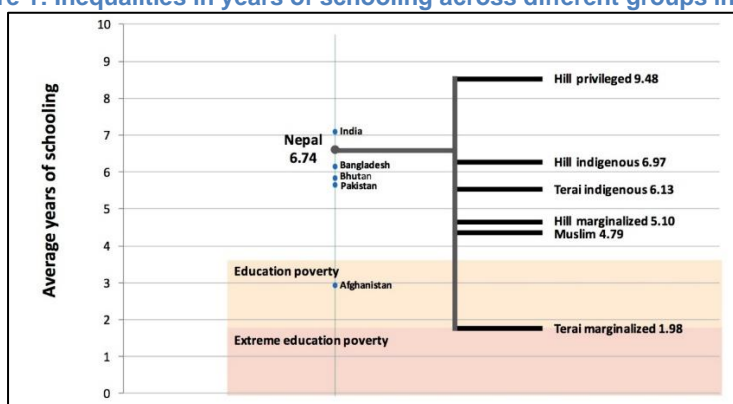 re 1: Inequalities in years of schooling across different groups in
10
9
8
7
6
5
4
3
2
1
0
Average years of schooling
Nepal
6.74
India
Bangladesh
Bhutan
Pakistan
Afghanistan
Education poverty
Extreme education poverty
Hill privileged 9.48
Hill indigenous 6.97
Terai indigenous 6.13
Hill marginalized 5.10
Muslim 4.79
Terai marginalized 1.98